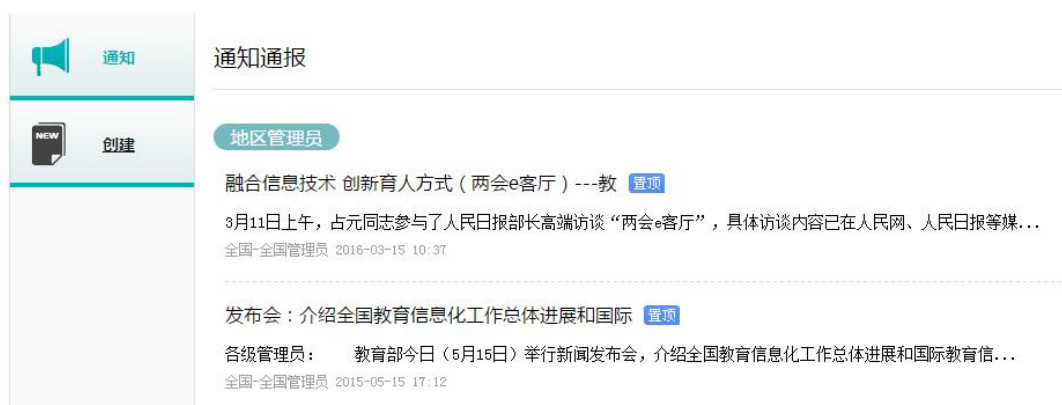 通知
通知通报
NEW
创建
地区管理员
融合信息技术 创新育人方式（两会e客厅）---教 置顶
3月11日上午，占元同志参与了人民日报部长高端访谈“两会e客厅”，具体访谈内容已在人民网、人民日报等媒...
全国-全国管理员 2016-03-15 10:37
发布会：介绍全国教育信息化工作总体进展和国际 置顶
各级管理员： 教育部今日（5月15日）举行新闻发布会，介绍全国教育信息化工作总体进展和国际教育信...
全国-全国管理员 2015-05-15 17:12